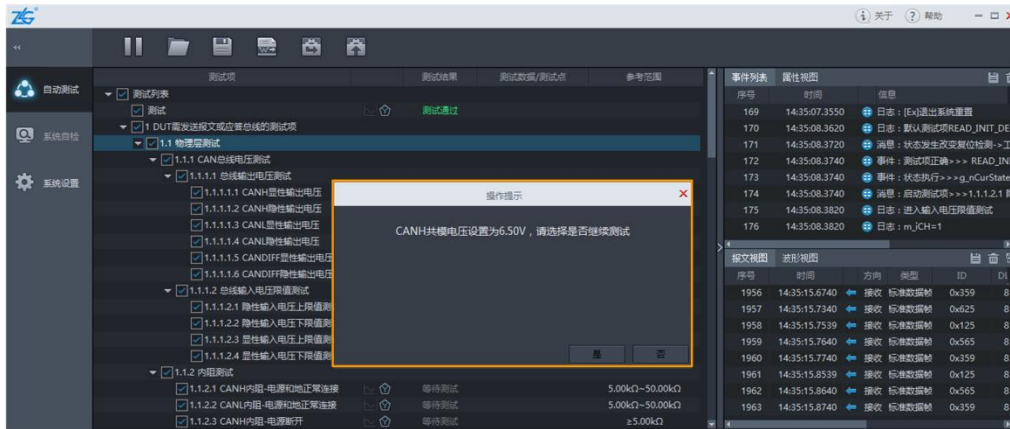 ZLG
关于 帮助
自动测试
系统自检
系统设置
测试项 测试结果 测试数据/测试点 参考范围
测试列表
测试 测试通过
1 DUT需发送报文或应答总线的测试项
1.1 物理层测试
1.1.1 CAN总线电压测试
1.1.1.1 总线输出电压测试
1.1.1.1.1 CANH显性输出电压
1.1.1.1.2 CANH隐性输出电压
1.1.1.1.3 CANL显性输出电压
1.1.1.1.4 CANL隐性输出电压
1.1.1.1.5 CANDIFF显性输出电压
1.1.1.1.6 CANDIFF隐性输出电压
1.1.1.2 总线输入电压限值测试
1.1.1.2.1 隐性输入电压上限值测
1.1.1.2.2 隐性输入电压下限值测
1.1.1.2.3 显性输入电压上限值测
1.1.1.2.4 显性输入电压下限值测
1.1.2 内阻测试
1.1.2.1 CANH内阻-电源和地正常连接 等待测试 5.00kΩ~50.00kΩ
1.1.2.2 CANL内阻-电源和地正常连接 等待测试 5.00kΩ~50.00kΩ
1.1.2.3 CANH内阻-电源断开 等待测试 ≥5.00kΩ
操作提示
CANH共模电压设置为6.50V，请选择是否继续测试
是 否
事件列表 属性视图
序号 时间 信息
169 14:35:07.3550 日志：[Ex]退出系统重置
170 14:35:08.3620 日志：默认测试项READ_INIT_DE
171 14:35:08.3720 消息：状态发生改变复位检测->工
172 14:35:08.3740 事件：测试项正确>>> READ_INI
173 14:35:08.3740 事件：状态执行>>>g_nCurState
174 14:35:08.3740 消息：启动测试项>>>1.1.1.2.1
175 14:35:08.3820 日志：进入输入电压限值测试
176 14:35:08.3820 日志：m_iCH=1
报文视图 波形视图
序号 时间 方向 类型 ID DL
1956 14:35:15.6740 接收 标准数据帧 0x359 8
1957 14:35:15.7340 接收 标准数据帧 0x625 8
1958 14:35:15.7539 接收 标准数据帧 0x125 8
1959 14:35:15.7640 接收 标准数据帧 0x565 8
1960 14:35:15.7740 接收 标准数据帧 0x359 8
1961 14:35:15.8539 接收 标准数据帧 0x125 8
1962 14:35:15.8640 接收 标准数据帧 0x565 8
1963 14:35:15.8740 接收 标准数据帧 0x359 8